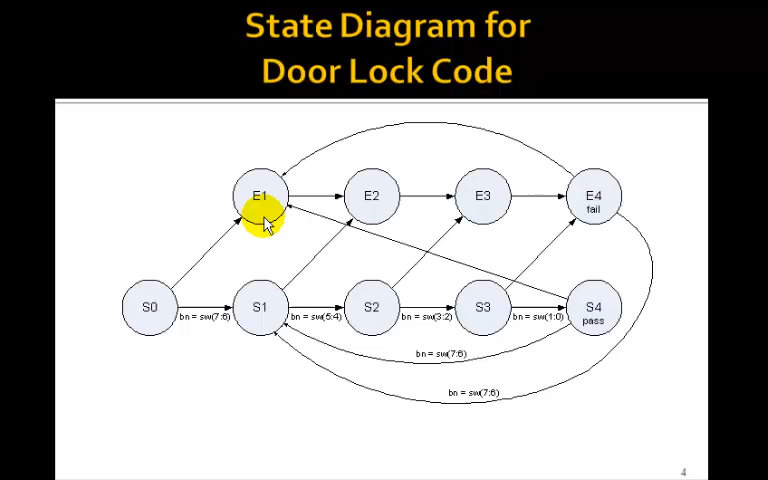 State Diagram for
Door Lock Code
E1 E2 E3 E4
fail
S0 S1 S2 S3 S4
pass
bn = sw(7:6) bn = sw(5:4) bn = sw(3:2) bn = sw(1:0)
bn = sw(7:6)
bn = sw(7:6)
4